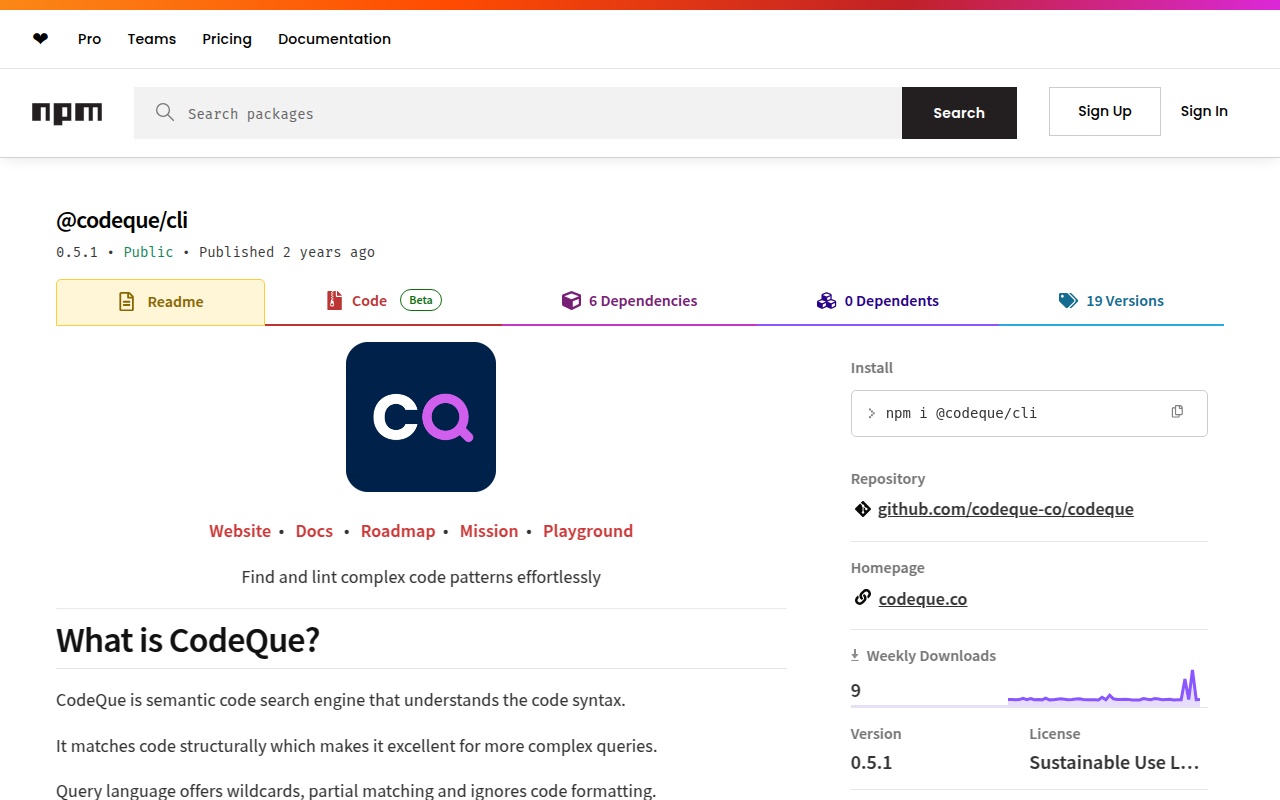 ❤ Pro Teams Pricing Documentation
npm Search packages Search Sign Up Sign In
@codeque/cli
0.5.1 • Public • Published 2 years ago
Readme Code Beta 6 Dependencies 0 Dependents 19 Versions
CQ
Website • Docs • Roadmap • Mission • Playground
Find and lint complex code patterns effortlessly
What is CodeQue?
CodeQue is semantic code search engine that understands the code syntax.
It matches code structurally which makes it excellent for more complex queries.
Query language offers wildcards, partial matching and ignores code formatting.
Install
npm i @codeque/cli
Repository
github.com/codeque-co/codeque
Homepage
codeque.co
Weekly Downloads
9
Version License
0.5.1 Sustainable Use L…